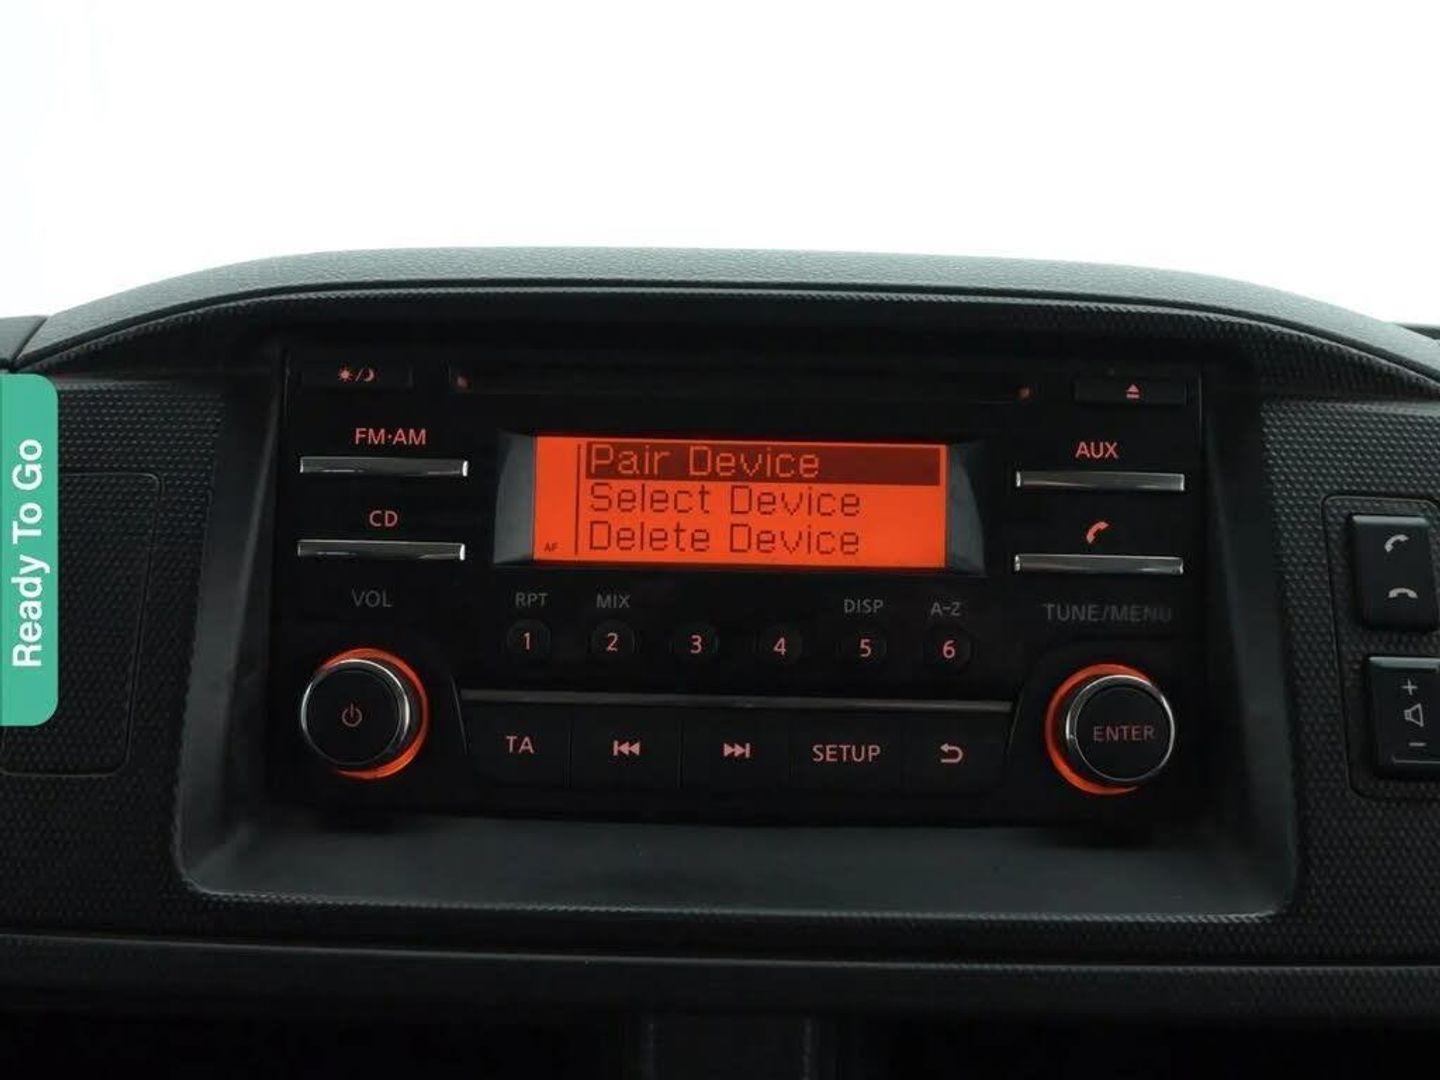 Ready To Go
FM·AM
AUX
CD
Pair Device
Select Device
Delete Device
AF
VOL
RPT MIX DISP A-Z
TUNE/MENU
1 2 3 4 5 6
TA SETUP
ENTER
+
-